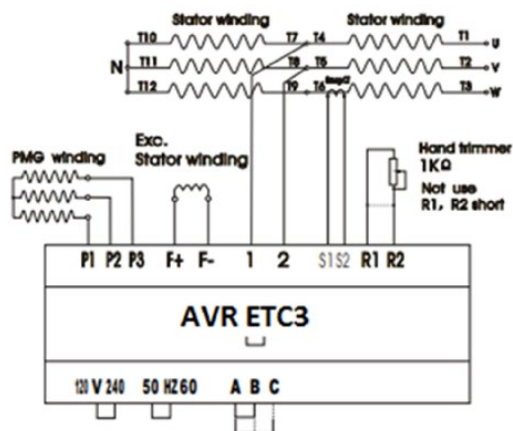 Stator winding Stator winding
T10 T7 T4 T1 U
N T11 T8 T5 T2 V
T12 T9 T6 T3 W
Exc.
Stator winding
PMG winding
Hand trimmer
1KΩ
Not use
R1, R2 short
P1 P2 P3 F+ F- 1 2 S1 S2 R1 R2
AVR ETC3
120 V 240 50 HZ 60 A B C